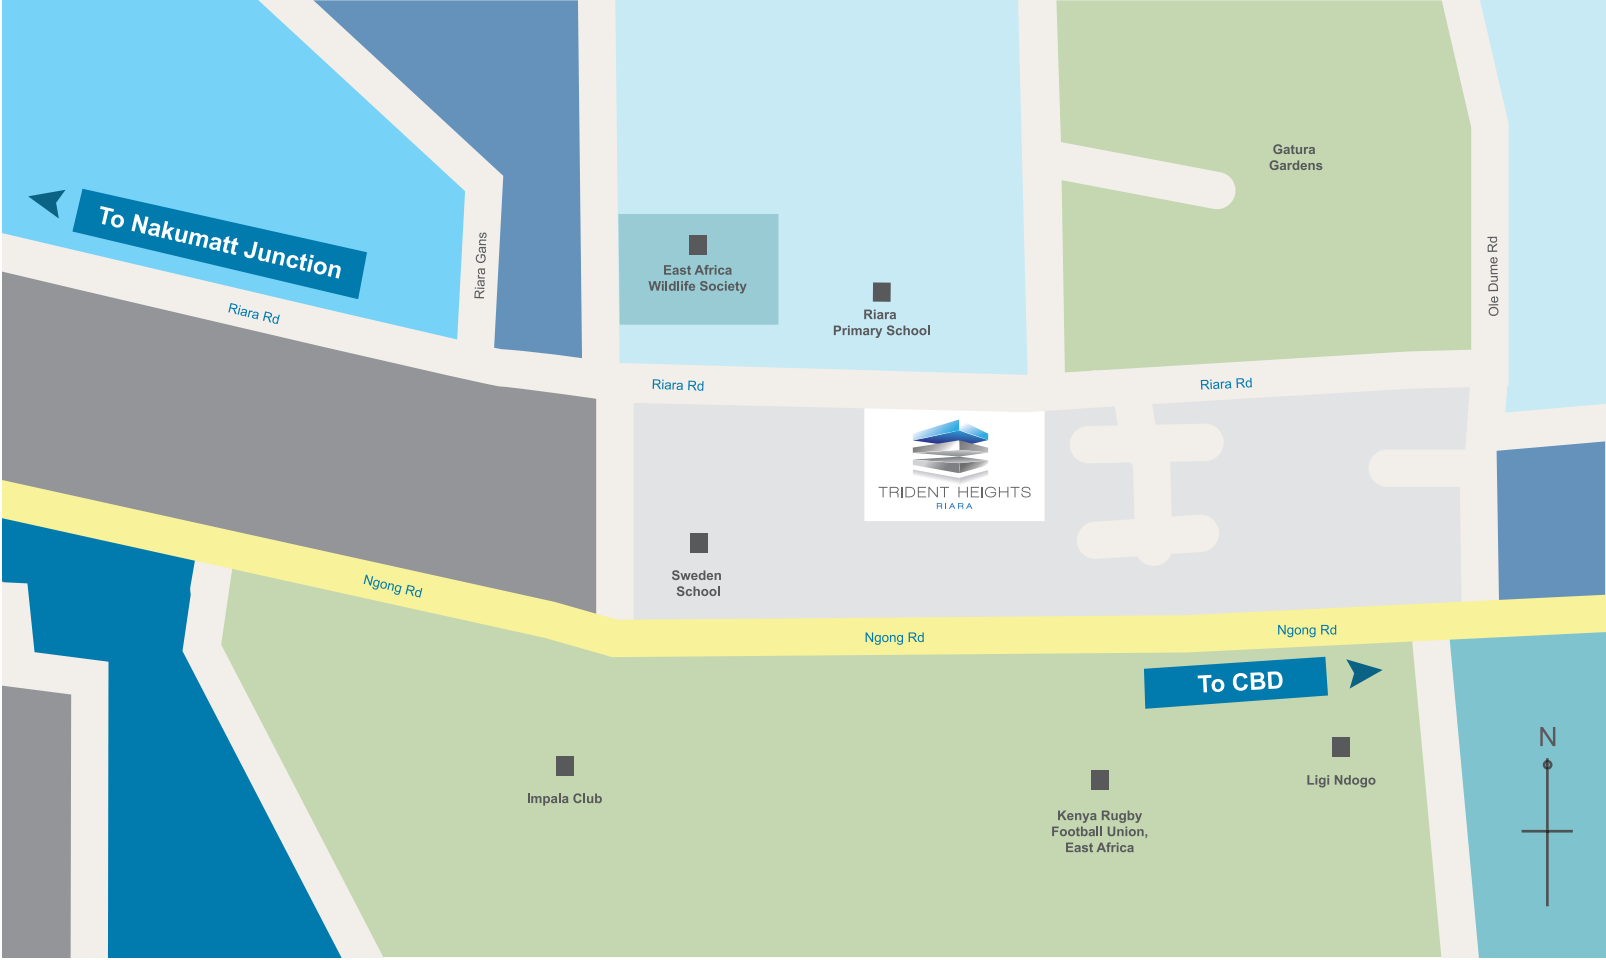 Gatura
Gardens
To Nakumatt Junction
Riara Gans
East Africa
Wildlife Society
Ole Dume Rd
Riara Rd
Riara
Primary School
Riara Rd
Riara Rd
TRIDENT HEIGHTS
RIARA
Sweden
School
Ngong Rd
Ngong Rd
Ngong Rd
To CBD
N
Impala Club
Ligi Ndogo
Kenya Rugby
Football Union,
East Africa